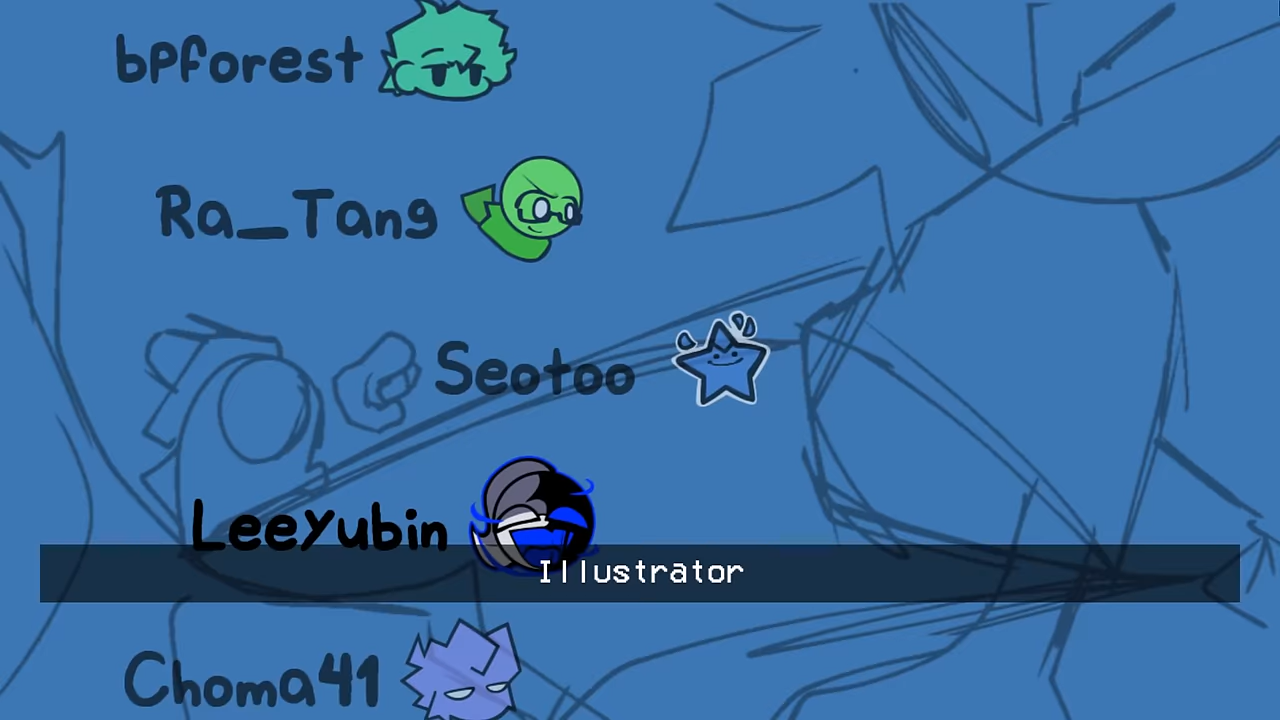 bpforest
Ra_Tang
Seotoo
LeeYubin
Illustrator
Choma41